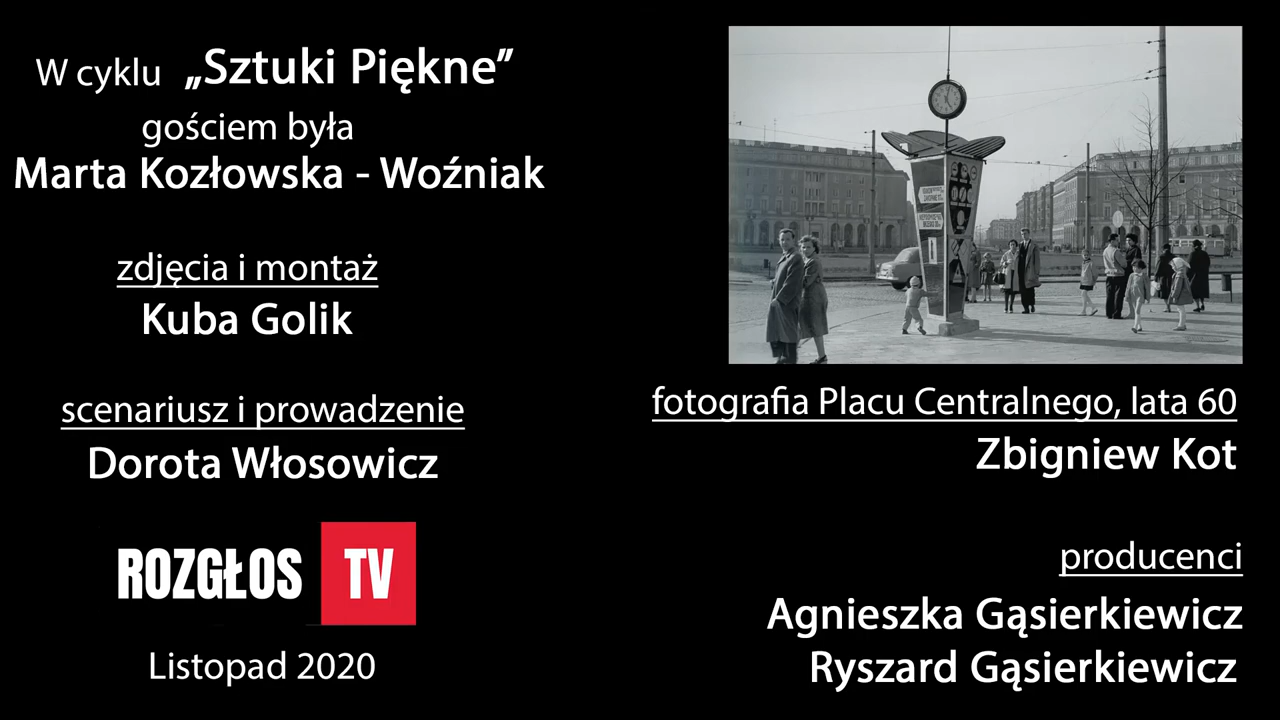 W cyklu „Sztuki Piękne”
gościem była
Marta Kozłowska - Woźniak
zdjęcia i montaż
Kuba Golik
scenariusz i prowadzenie
Dorota Włosowicz
ROZGŁOS TV
Listopad 2020
fotografia Placu Centralnego, lata 60
Zbigniew Kot
producenci
Agnieszka Gąsierkiewicz
Ryszard Gąsierkiewicz